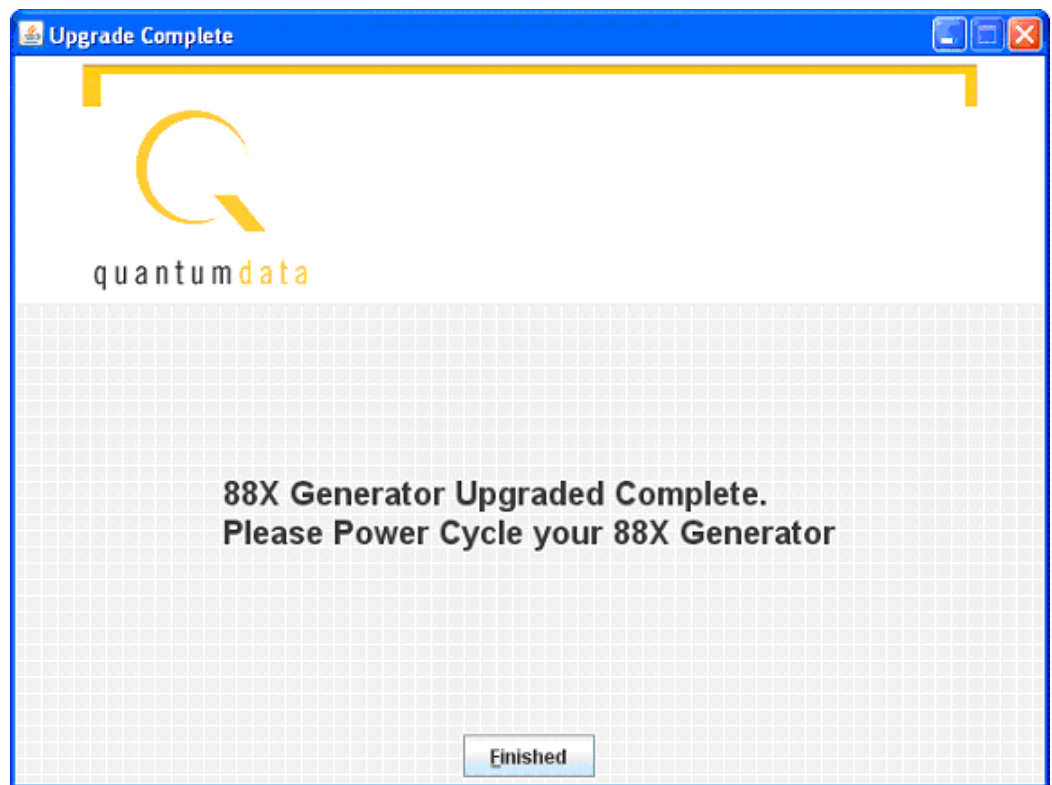 Upgrade Complete
quantumdata
88X Generator Upgraded Complete.
Please Power Cycle your 88X Generator
Finished